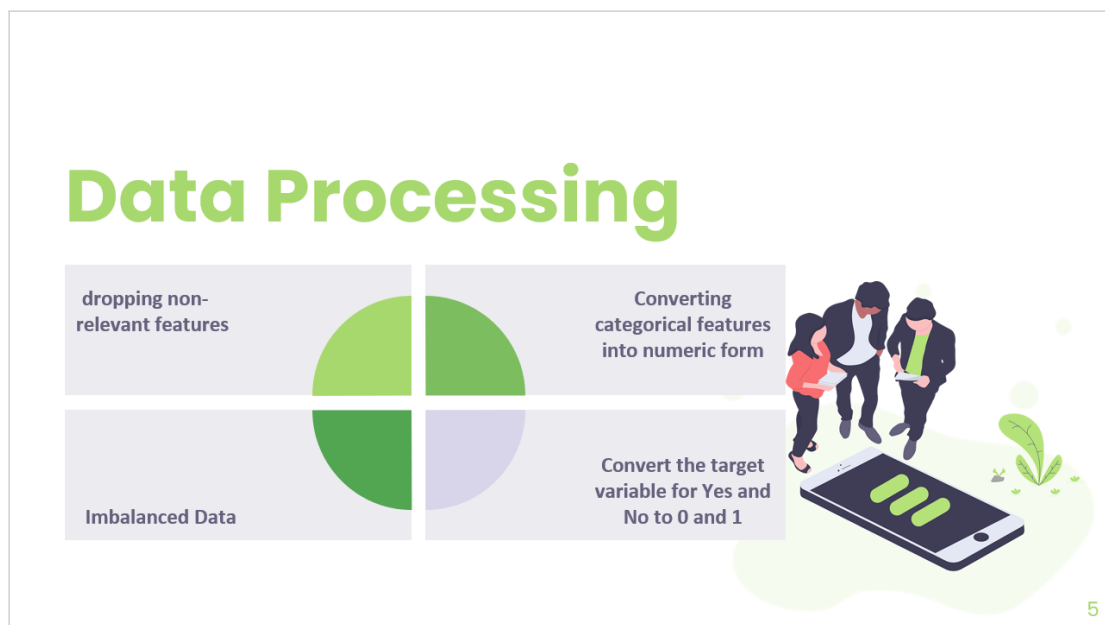 Data Processing
dropping non-
relevant features
Converting
categorical features
into numeric form
Imbalanced Data
Convert the target
variable for Yes and
No to 0 and 1
5